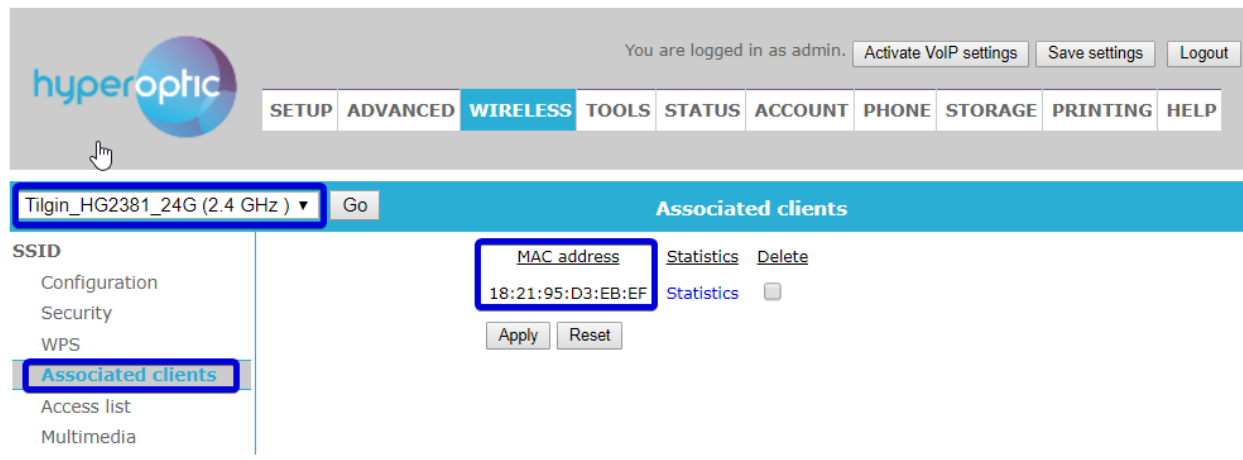 You are logged in as admin. Activate VoIP settings Save settings Logout
hyperoptic
SETUP ADVANCED WIRELESS TOOLS STATUS ACCOUNT PHONE STORAGE PRINTING HELP
Tilgin_HG2381_24G (2.4 GHz ) Go Associated clients
SSID
MAC address Statistics Delete
Configuration
18:21:95:D3:EB:EF Statistics
Security
WPS
Apply Reset
Associated clients
Access list
Multimedia